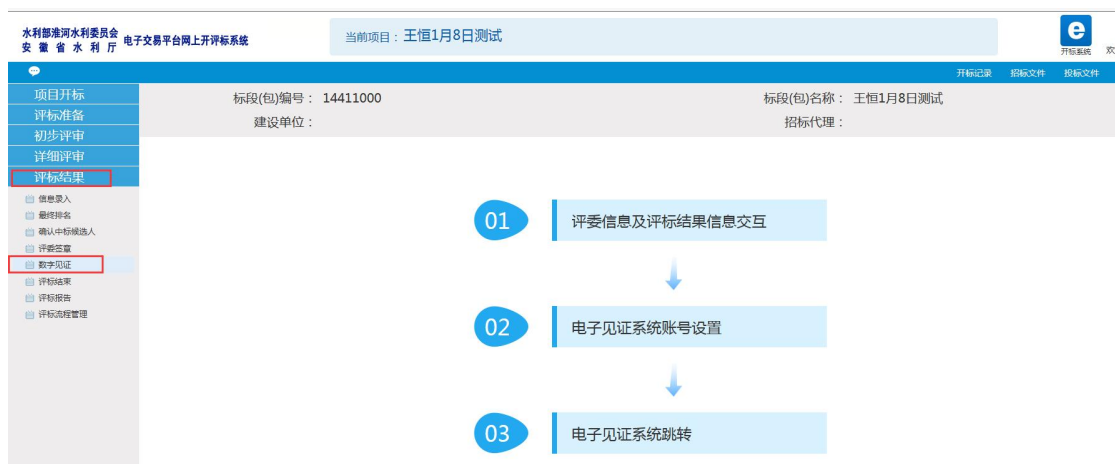 水利部淮河水利委员会
安徽省水利厅
电子交易平台网上开评标系统
当前项目：王恒1月8日测试
e
开标系统
欢
开标记录 招标文件 投标文件
项目开标
评标准备
初步评审
详细评审
评标结果
信息录入
最终排名
确认中标候选人
评委签章
数字见证
评标结束
评标报告
评标流程管理
标段(包)编号：14411000
标段(包)名称：王恒1月8日测试
建设单位：
招标代理：
01 评委信息及评标结果信息交互
02 电子见证系统账号设置
03 电子见证系统跳转